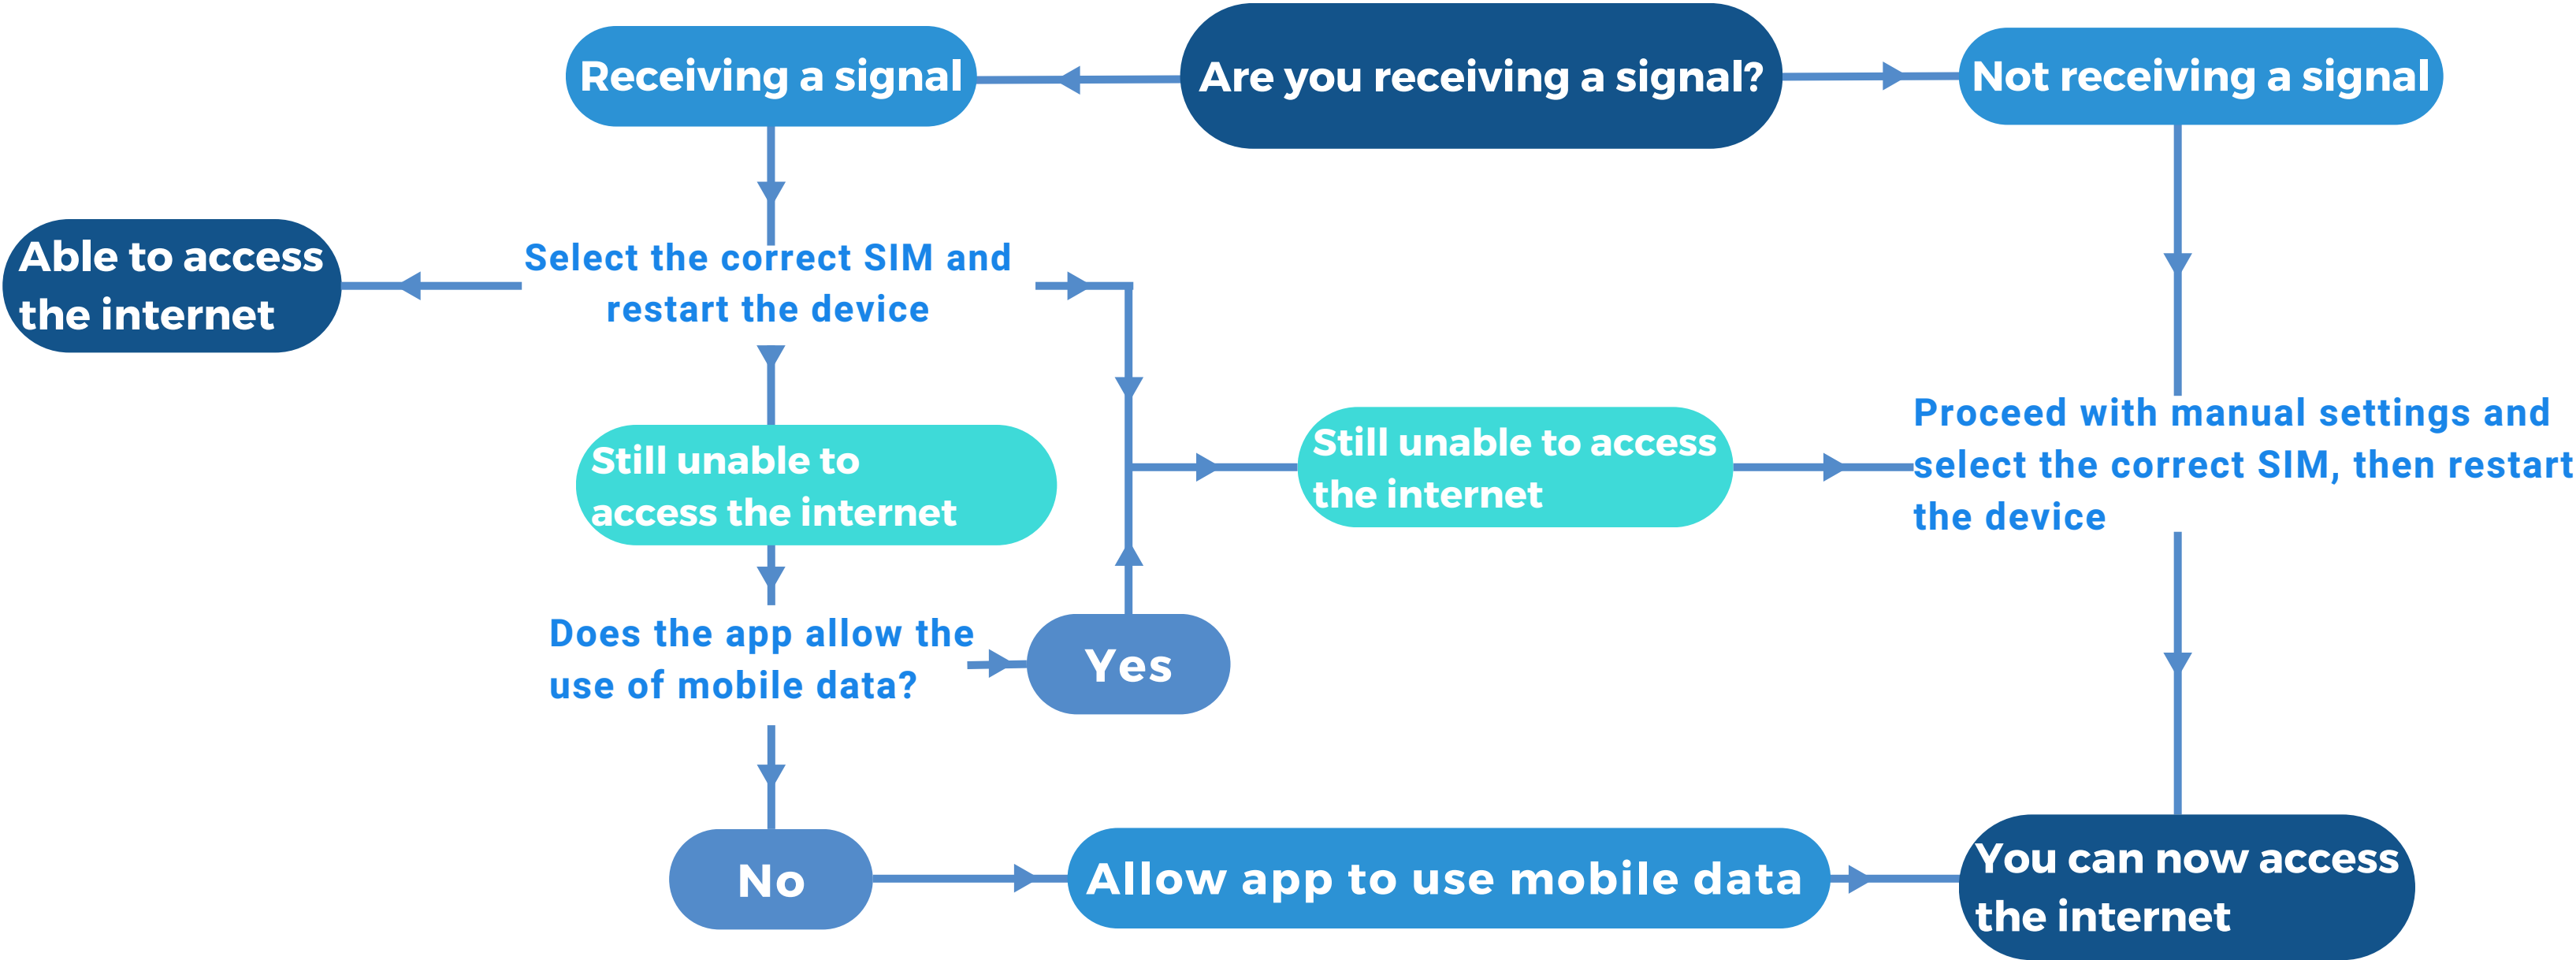 Receiving a signal
Are you receiving a signal?
Not receiving a signal
Able to access
the internet
Select the correct SIM and
restart the device
Still unable to
access the internet
Still unable to access
the internet
Proceed with manual settings and
select the correct SIM, then restart
the device
Does the app allow the
use of mobile data?
Yes
No
Allow app to use mobile data
You can now access
the internet